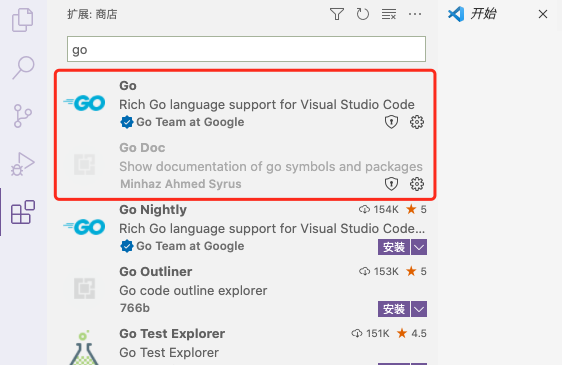 扩展: 商店
开始
go
Go
GO
Rich Go language support for Visual Studio Code
Go Team at Google
Go Doc
Show documentation of go symbols and packages
Minhaz Ahmed Syrus
Go Nightly 154K 5
GO
Rich Go language support for Visual Studio Code...
Go Team at Google 安装
Go Outliner 153K 5
Go code outline explorer
766b 安装
Go Test Explorer 151K 4.5
Go Test Explorer